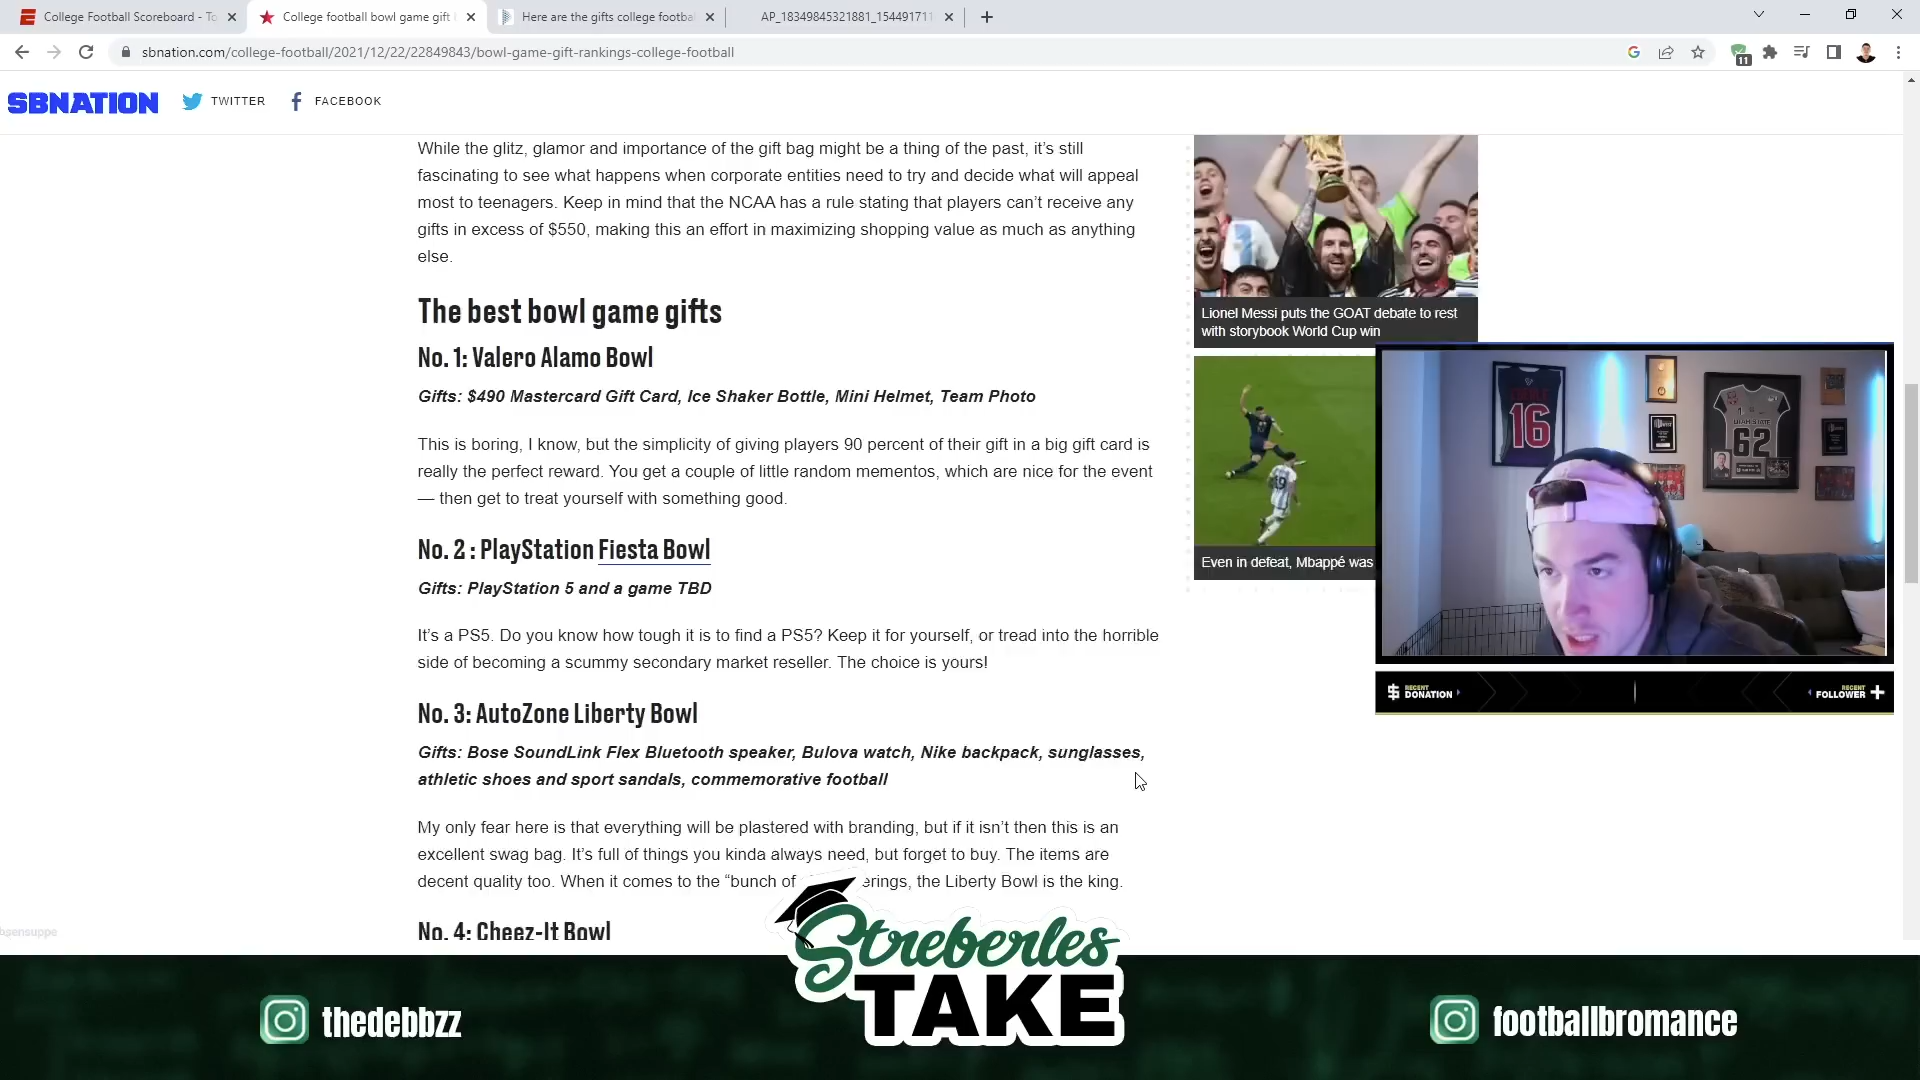 College Football Scoreboard - To
College football bowl game gift
Here are the gifts college footba
AP_18349845321881_154491711
sbnation.com/college-football/2021/12/22/22849843/bowl-game-gift-rankings-college-football
11
SBNATION
TWITTER
FACEBOOK
While the glitz, glamor and importance of the gift bag might be a thing of the past, it's still
fascinating to see what happens when corporate entities need to try and decide what will appeal
most to teenagers. Keep in mind that the NCAA has a rule stating that players can't receive any
gifts in excess of $550, making this an effort in maximizing shopping value as much as anything
else.
The best bowl game gifts
No. 1: Valero Alamo Bowl
Gifts: $490 Mastercard Gift Card, Ice Shaker Bottle, Mini Helmet, Team Photo
This is boring, I know, but the simplicity of giving players 90 percent of their gift in a big gift card is
really the perfect reward. You get a couple of little random mementos, which are nice for the event
— then get to treat yourself with something good.
No. 2 : PlayStation Fiesta Bowl
Gifts: PlayStation 5 and a game TBD
It's a PS5. Do you know how tough it is to find a PS5? Keep it for yourself, or tread into the horrible
side of becoming a scummy secondary market reseller. The choice is yours!
No. 3: AutoZone Liberty Bowl
Gifts: Bose SoundLink Flex Bluetooth speaker, Bulova watch, Nike backpack, sunglasses,
athletic shoes and sport sandals, commemorative football
My only fear here is that everything will be plastered with branding, but if it isn't then this is an
excellent swag bag. It's full of things you kinda always need, but forget to buy. The items are
decent quality too. When it comes to the "bunch of erings, the Liberty Bowl is the king.
No. 4: Cheez-It Bowl
Lionel Messi puts the GOAT debate to rest
with storybook World Cup win
19
Even in defeat, Mbappé was
16
UTAH STATE
62
RECENT
DONATION
RECENT
FOLLOWER
bsensuppe
Streberles
TAKE
thedebbzz
footballbromance